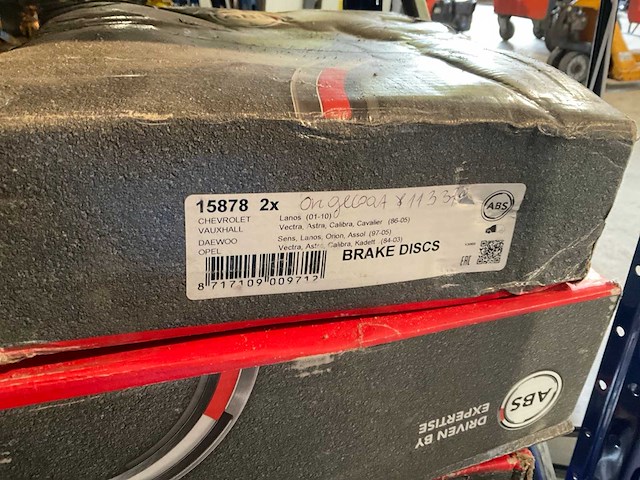 15878 2x
ABS
CHEVROLET Lanos (01-10)
VAUXHALL Vectra, Astra, Calibra, Cavalier (86-05)
DAEWOO Sens, Lanos, Orion, Assol (97-05)
OPEL Vectra, Astra, Calibra, Kadett (84-03)
BRAKE DISCS
EAC
8 717109 009712
ABS
DRIVEN BY
EXPERTISE